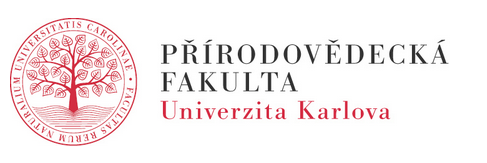 UNIVERSITATIS CAROLINAE • FACULTAS RERUM NATURALIUM
PŘÍRODOVĚDECKÁ
FAKULTA
Univerzita Karlova